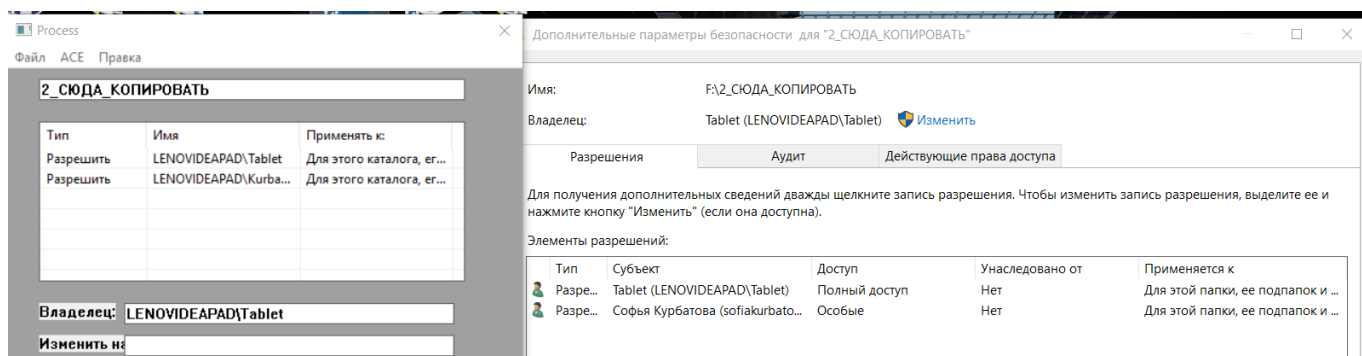 Process
Файл ACE Правка
2_СЮДА_КОПИРОВАТЬ
Тип Имя Применять к:
Разрешить LENOVIDEAPAD\Tablet Для этого каталога, ег...
Разрешить LENOVIDEAPAD\Kurba... Для этого каталога, ег...
Владелец: LENOVIDEAPAD\Tablet
Изменить на
Дополнительные параметры безопасности для "2_СЮДА_КОПИРОВАТЬ"
Имя: F:\2_СЮДА_КОПИРОВАТЬ
Владелец: Tablet (LENOVIDEAPAD\Tablet) Изменить
Разрешения Аудит Действующие права доступа
Для получения дополнительных сведений дважды щелкните запись разрешения. Чтобы изменить запись разрешения, выделите ее и
нажмите кнопку "Изменить" (если она доступна).
Элементы разрешений:
Тип Субъект Доступ Унаследовано от Применяется к
Разре... Tablet (LENOVIDEAPAD\Tablet) Полный доступ Нет Для этой папки, ее подпапок и ...
Разре... Софья Курбатова (sofiakurbato... Особые Нет Для этой папки, ее подпапок и ...